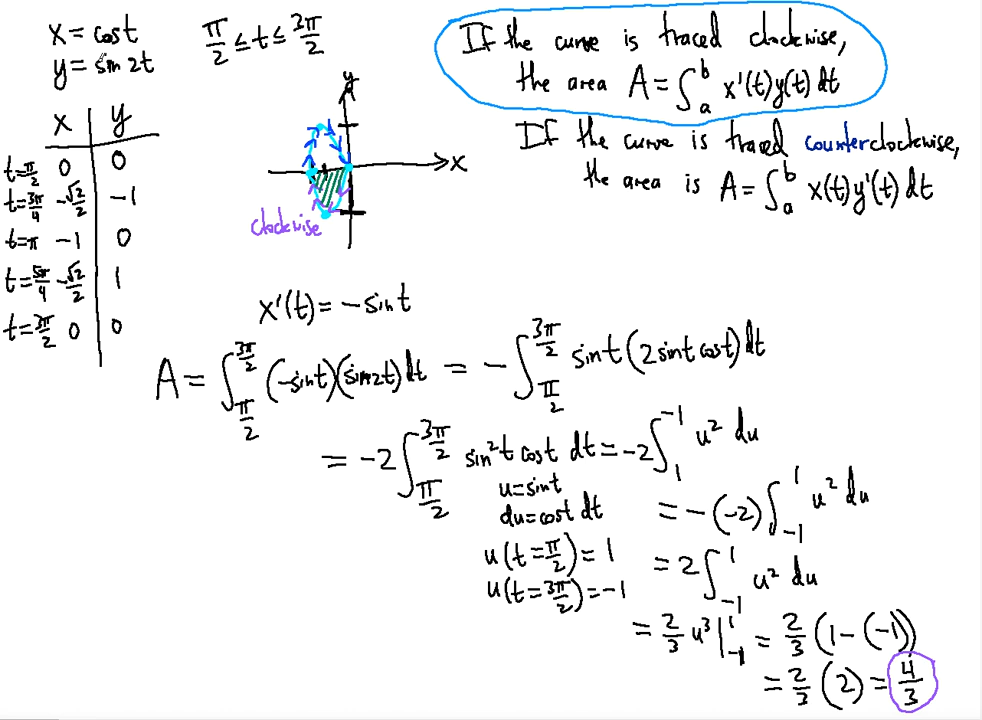 x = cos t    π/2 ≤ t ≤ 3π/2
y = sin 2t
If the curve is traced clockwise,
the area A = ∫_a^b x'(t)y(t) dt
If the curve is traced counterclockwise,
the area is A = ∫_a^b x(t)y'(t) dt
x | y
t=π/2  0 | 0
t=3π/4  -√2/2 | -1
t=π  -1 | 0
t=5π/4  -√2/2 | 1
t=3π/2  0 | 0
y
x
clockwise
x'(t) = -sin t
A = ∫_{π/2}^{3π/2} (-sin t)(sin 2t) dt = -∫_{π/2}^{3π/2} sin t (2 sin t cos t) dt
= -2 ∫_{π/2}^{3π/2} sin² t cos t dt = -2 ∫_1^{-1} u² du
u = sin t
du = cos t dt
u(t = π/2) = 1
u(t = 3π/2) = -1
= -(-2) ∫_{-1}^1 u² du
= 2 ∫_{-1}^1 u² du
= 2/3 u³ |_{-1}^1 = 2/3 (1 - (-1))
= 2/3 (2) = 4/3